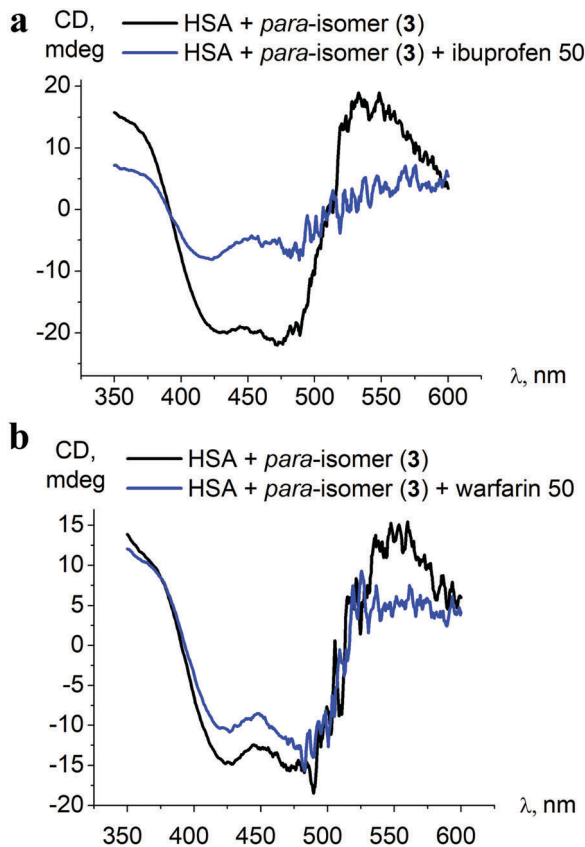 a
CD,
mdeg
HSA + para-isomer (3)
HSA + para-isomer (3) + ibuprofen 50
20
10
0
-10
-20
350 400 450 500 550 600
λ, nm
b
CD,
mdeg
HSA + para-isomer (3)
HSA + para-isomer (3) + warfarin 50
15
10
5
0
-5
-10
-15
-20
350 400 450 500 550 600
λ, nm